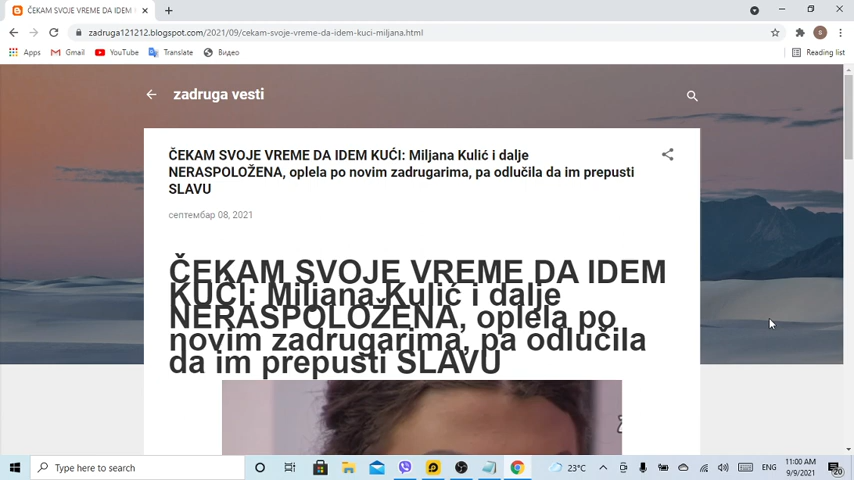 ČEKAM SVOJE VREME DA IDEM K
zadruga121212.blogspot.com/2021/09/cekam-svoje-vreme-da-idem-kuci-miljana.html
Apps Gmail YouTube Translate Видео Reading list
zadruga vesti
ČEKAM SVOJE VREME DA IDEM KUĆI: Miljana Kulić i dalje
NERASPOLOŽENA, oplela po novim zadrugarima, pa odlučila da im prepusti
SLAVU
септембар 08, 2021
ČEKAM SVOJE VREME DA IDEM
KUĆI: Miljana Kulić i dalje
NERASPOLOŽENA, oplela po
novim zadrugarima, pa odlučila
da im prepusti SLAVU
Type here to search
23°C
ENG
11:00 AM
9/9/2021
20